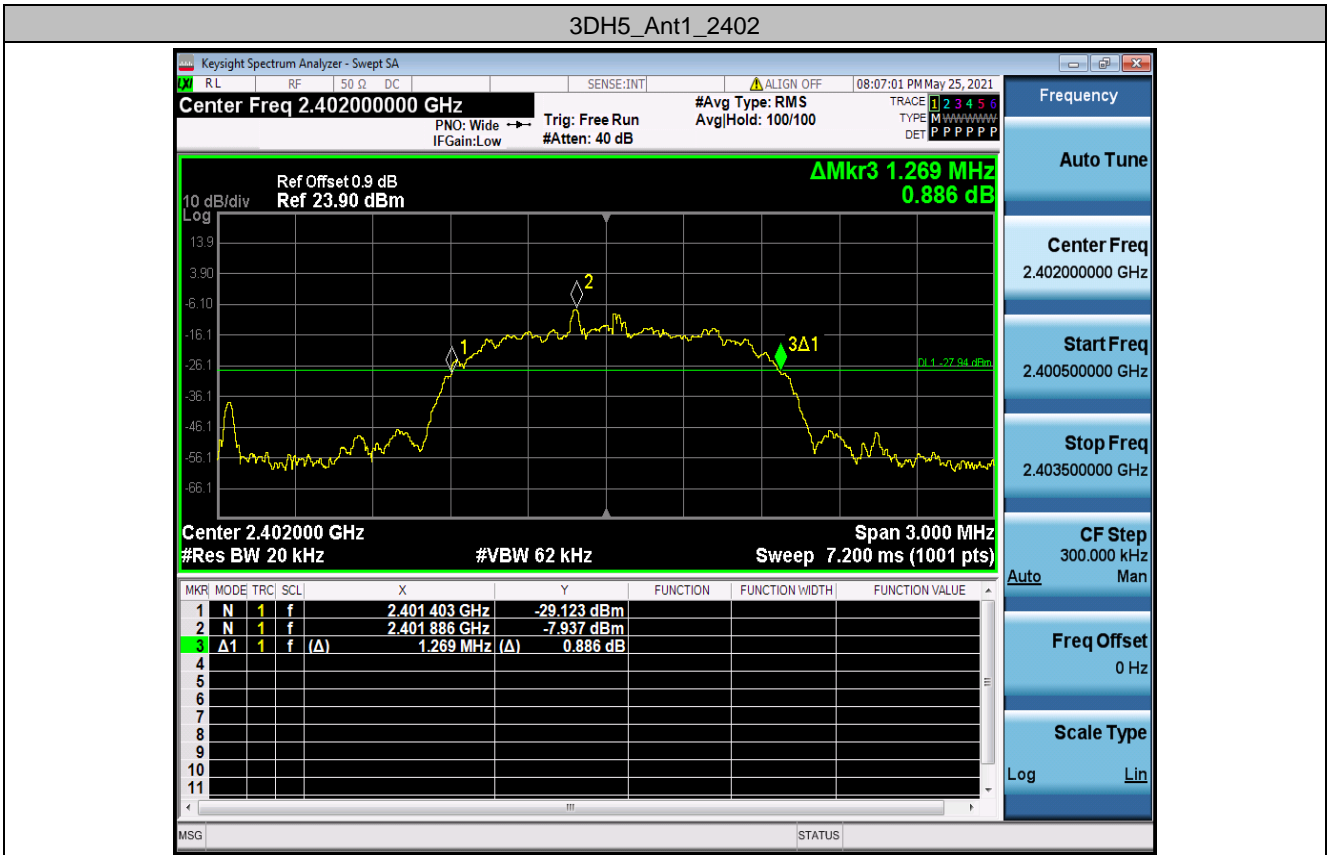 3DH5_Ant1_2402
Keysight Spectrum Analyzer - Swept SA
LXI RL RF 50 Ω DC SENSE:INT ALIGN OFF 08:07:01 PM May 25, 2021
Center Freq 2.402000000 GHz
PNO: Wide
IFGain:Low
Trig: Free Run
#Atten: 40 dB
#Avg Type: RMS
Avg|Hold: 100/100
TRACE 1 2 3 4 5 6
TYPE M WWWWW
DET P P P P P P
Frequency
Auto Tune
Center Freq
2.402000000 GHz
Start Freq
2.400500000 GHz
Stop Freq
2.403500000 GHz
CF Step
300.000 kHz
Auto Man
Freq Offset
0 Hz
Scale Type
Log Lin
ΔMkr3 1.269 MHz
0.886 dB
Ref Offset 0.9 dB
10 dB/div Ref 23.90 dBm
Log
13.9
3.90
-6.10
-16.1
-26.1
-36.1
-46.1
-56.1
-66.1
1
2
3Δ1
DL1 -27.94 dBm
Center 2.402000 GHz Span 3.000 MHz
#Res BW 20 kHz #VBW 62 kHz Sweep 7.200 ms (1001 pts)
MKR MODE TRC SCL X Y FUNCTION FUNCTION WIDTH FUNCTION VALUE
1 N 1 f 2.401 403 GHz -29.123 dBm
2 N 1 f 2.401 886 GHz -7.937 dBm
3 Δ1 1 f (Δ) 1.269 MHz (Δ) 0.886 dB
4
5
6
7
8
9
10
11
MSG STATUS